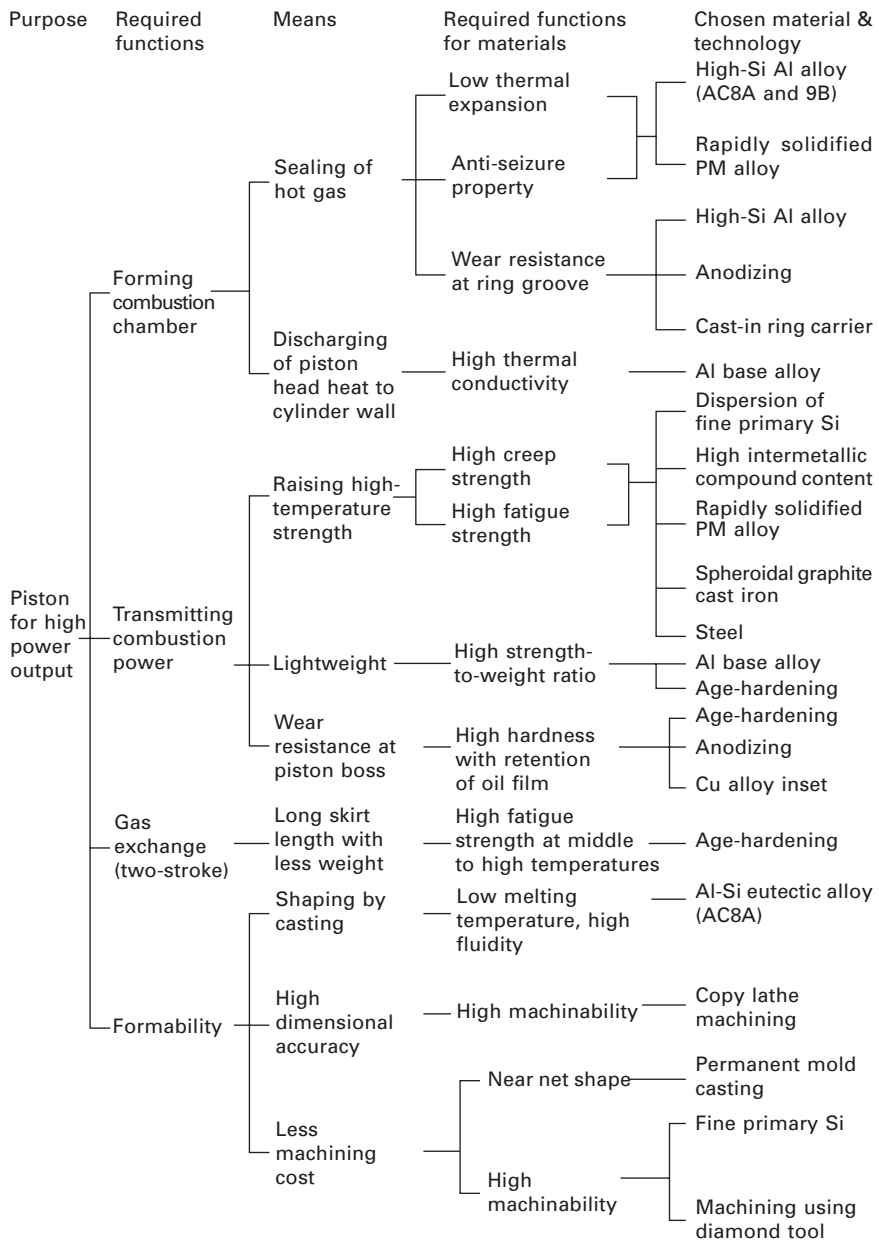 Purpose
Required
functions
Means
Required functions
for materials
Chosen material &
technology
Piston
for high
power
output
Forming
combustion
chamber
Sealing of
hot gas
Low thermal
expansion
Anti-seizure
property
High-Si Al alloy
(AC8A and 9B)
Rapidly solidified
PM alloy
Wear resistance
at ring groove
High-Si Al alloy
Anodizing
Cast-in ring carrier
Discharging
of piston
head heat to
cylinder wall
High thermal
conductivity
Al base alloy
Transmitting
combustion
power
Raising high-
temperature
strength
High creep
strength
High fatigue
strength
Dispersion of
fine primary Si
High intermetallic
compound content
Rapidly solidified
PM alloy
Spheroidal graphite
cast iron
Steel
Lightweight
High strength-
to-weight ratio
Al base alloy
Age-hardening
Wear
resistance at
piston boss
High hardness
with retention
of oil film
Age-hardening
Anodizing
Cu alloy inset
Gas
exchange
(two-stroke)
Long skirt
length with
less weight
High fatigue
strength at middle
to high temperatures
Age-hardening
Formability
Shaping by
casting
Low melting
temperature, high
fluidity
Al-Si eutectic alloy
(AC8A)
High
dimensional
accuracy
High machinability
Copy lathe
machining
Less
machining
cost
Near net shape
Permanent mold
casting
High
machinability
Fine primary Si
Machining using
diamond tool